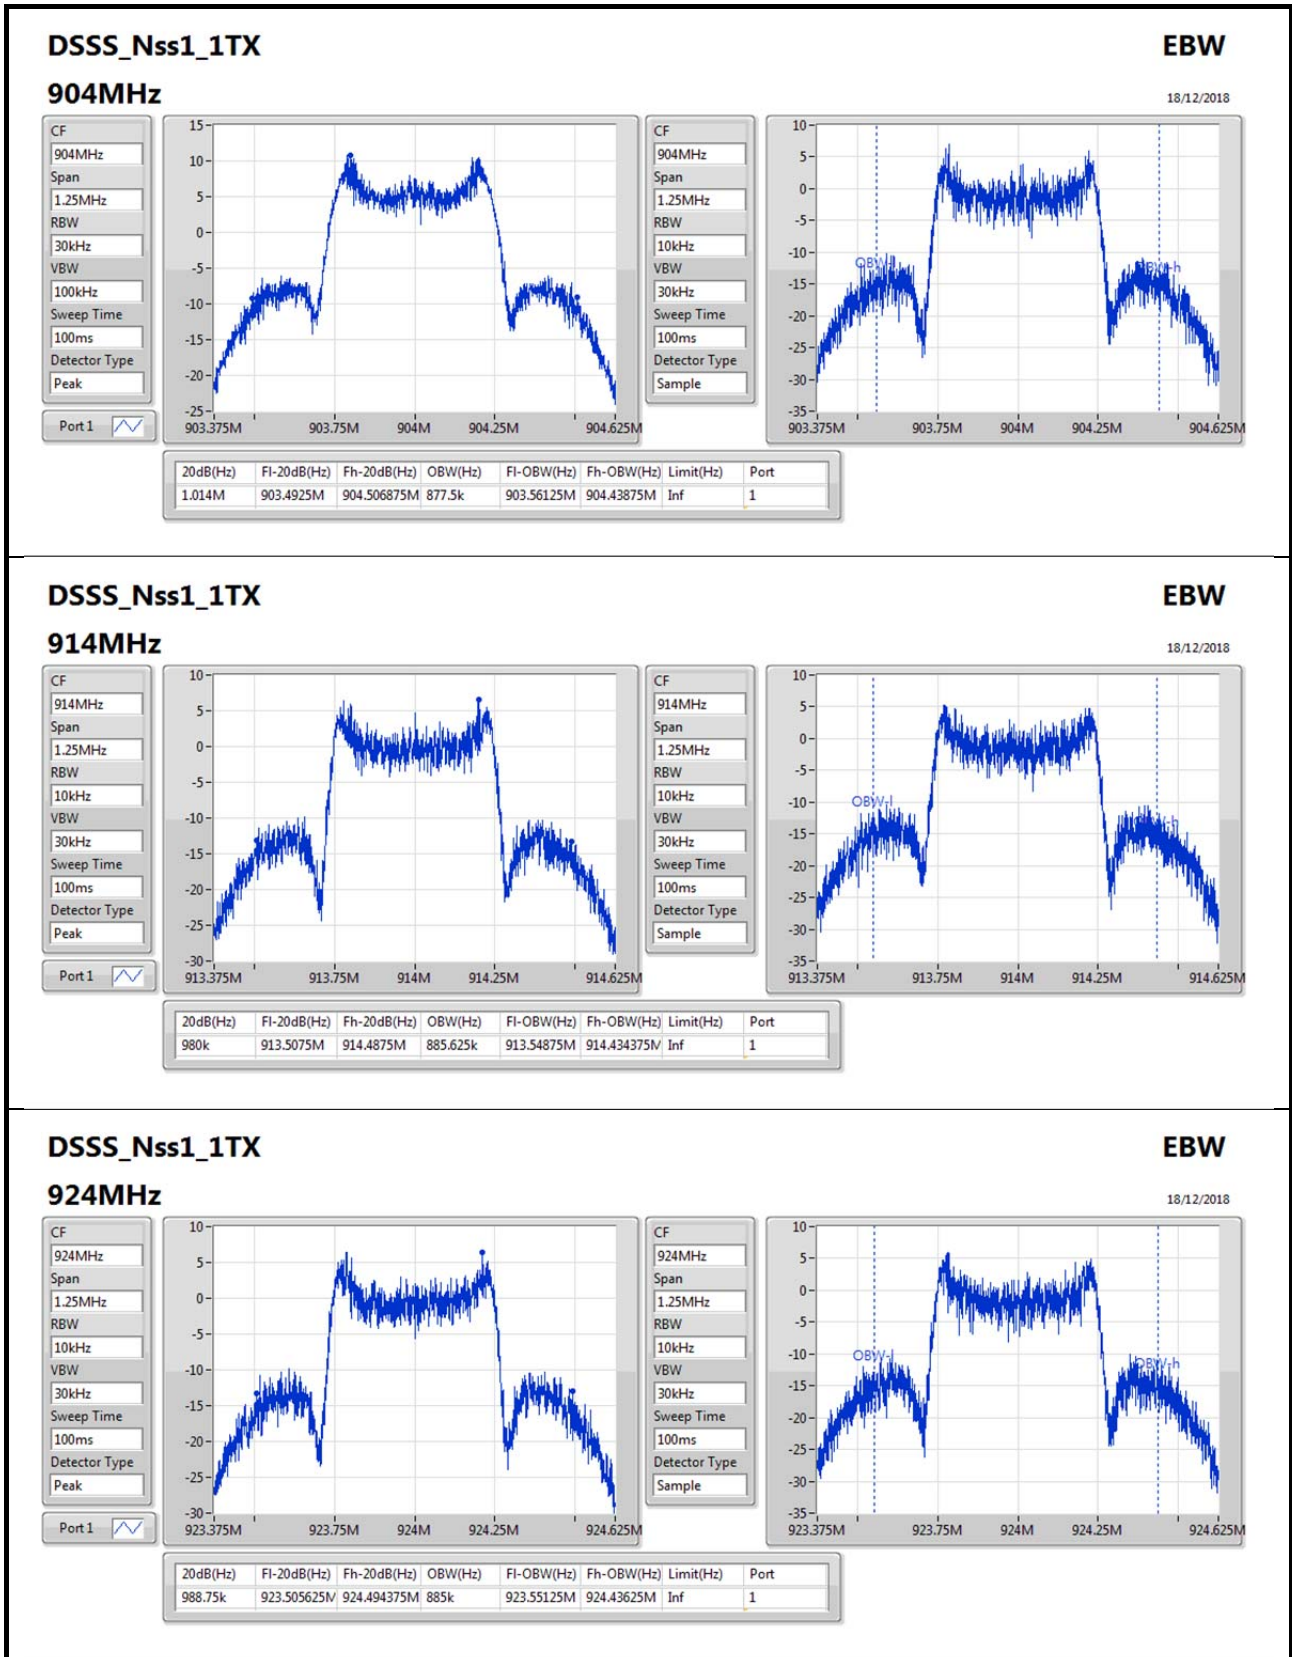 DSSS_Nss1_1TX EBW
904MHz 18/12/2018
CF
904MHz
Span
1.25MHz
RBW
30kHz
VBW
100kHz
Sweep Time
100ms
Detector Type
Peak
Port 1
15
10
5
0
-5
-10
-15
-20
-25
903.375M 903.75M 904M 904.25M 904.625M
CF
904MHz
Span
1.25MHz
RBW
10kHz
VBW
30kHz
Sweep Time
100ms
Detector Type
Sample
10
5
0
-5
-10
-15
-20
-25
-30
-35
903.375M 903.75M 904M 904.25M 904.625M
20dB(Hz) Fl-20dB(Hz) Fh-20dB(Hz) OBW(Hz) Fl-OBW(Hz) Fh-OBW(Hz) Limit(Hz) Port
1.014M 903.4925M 904.506875M 877.5k 903.56125M 904.43875M Inf 1
DSSS_Nss1_1TX EBW
914MHz 18/12/2018
CF
914MHz
Span
1.25MHz
RBW
10kHz
VBW
30kHz
Sweep Time
100ms
Detector Type
Peak
Port 1
10
5
0
-5
-10
-15
-20
-25
-30
913.375M 913.75M 914M 914.25M 914.625M
CF
914MHz
Span
1.25MHz
RBW
10kHz
VBW
30kHz
Sweep Time
100ms
Detector Type
Sample
10
5
0
-5
-10
OBW-l
-15
-20
-25
-30
-35
913.375M 913.75M 914M 914.25M 914.625M
20dB(Hz) Fl-20dB(Hz) Fh-20dB(Hz) OBW(Hz) Fl-OBW(Hz) Fh-OBW(Hz) Limit(Hz) Port
980k 913.5075M 914.4875M 885.625k 913.54875M 914.434375M Inf 1
DSSS_Nss1_1TX EBW
924MHz 18/12/2018
CF
924MHz
Span
1.25MHz
RBW
10kHz
VBW
30kHz
Sweep Time
100ms
Detector Type
Peak
Port 1
10
5
0
-5
-10
-15
-20
-25
-30
923.375M 923.75M 924M 924.25M 924.625M
CF
924MHz
Span
1.25MHz
RBW
10kHz
VBW
30kHz
Sweep Time
100ms
Detector Type
Sample
10
5
0
-5
-10
OBW-l OBW-h
-15
-20
-25
-30
-35
923.375M 923.75M 924M 924.25M 924.625M
20dB(Hz) Fl-20dB(Hz) Fh-20dB(Hz) OBW(Hz) Fl-OBW(Hz) Fh-OBW(Hz) Limit(Hz) Port
988.75k 923.505625M 924.494375M 885k 923.55125M 924.43625M Inf 1